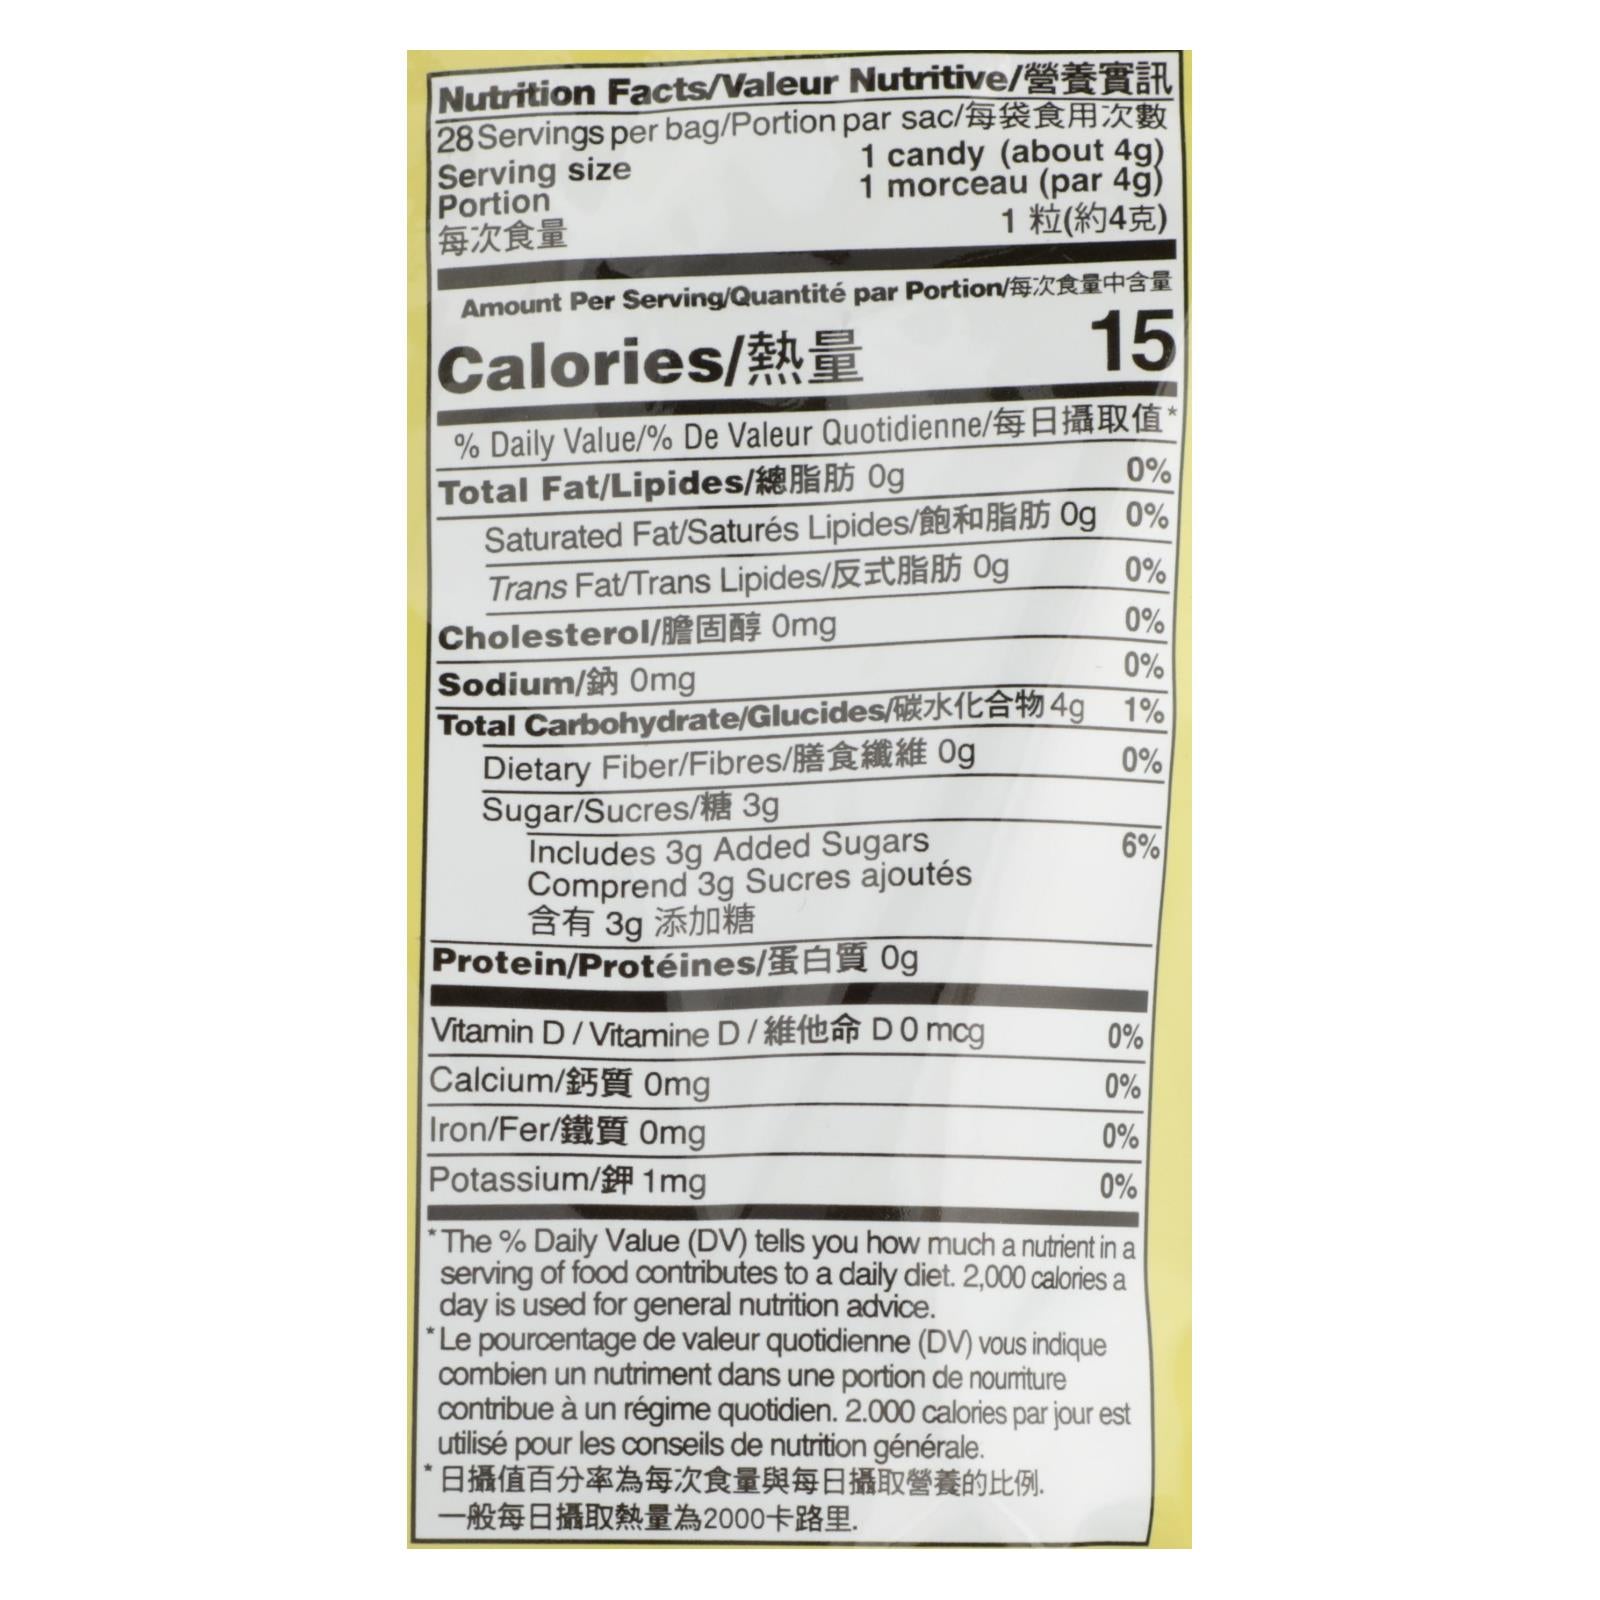 Nutrition Facts/Valeur Nutritive/營養實訊
28 Servings per bag/Portion par sac/每袋食用次數
Serving size 1 candy (about 4g)
Portion 1 morceau (par 4g)
每次食量 1 粒(約4克)
Amount Per Serving/Quantité par Portion/每次食量中含量
Calories/熱量 15
% Daily Value/% De Valeur Quotidienne/每日攝取值*
Total Fat/Lipides/總脂肪 0g 0%
Saturated Fat/Saturés Lipides/飽和脂肪 0g 0%
Trans Fat/Trans Lipides/反式脂肪 0g 0%
Cholesterol/膽固醇 0mg 0%
Sodium/鈉 0mg 0%
Total Carbohydrate/Glucides/碳水化合物 4g 1%
Dietary Fiber/Fibres/膳食纖維 0g 0%
Sugar/Sucres/糖 3g
Includes 3g Added Sugars 6%
Comprend 3g Sucres ajoutés
含有 3g 添加糖
Protein/Protéines/蛋白質 0g
Vitamin D / Vitamine D / 維他命 D 0 mcg 0%
Calcium/鈣質 0mg 0%
Iron/Fer/鐵質 0mg 0%
Potassium/鉀 1mg 0%
* The % Daily Value (DV) tells you how much a nutrient in a
serving of food contributes to a daily diet. 2,000 calories a
day is used for general nutrition advice.
* Le pourcentage de valeur quotidienne (DV) vous indique
combien un nutriment dans une portion de nourriture
contribue à un régime quotidien. 2.000 calories par jour est
utilisé pour les conseils de nutrition générale.
* 日攝值百分率為每次食量與每日攝取營養的比例.
一般每日攝取熱量為2000卡路里.